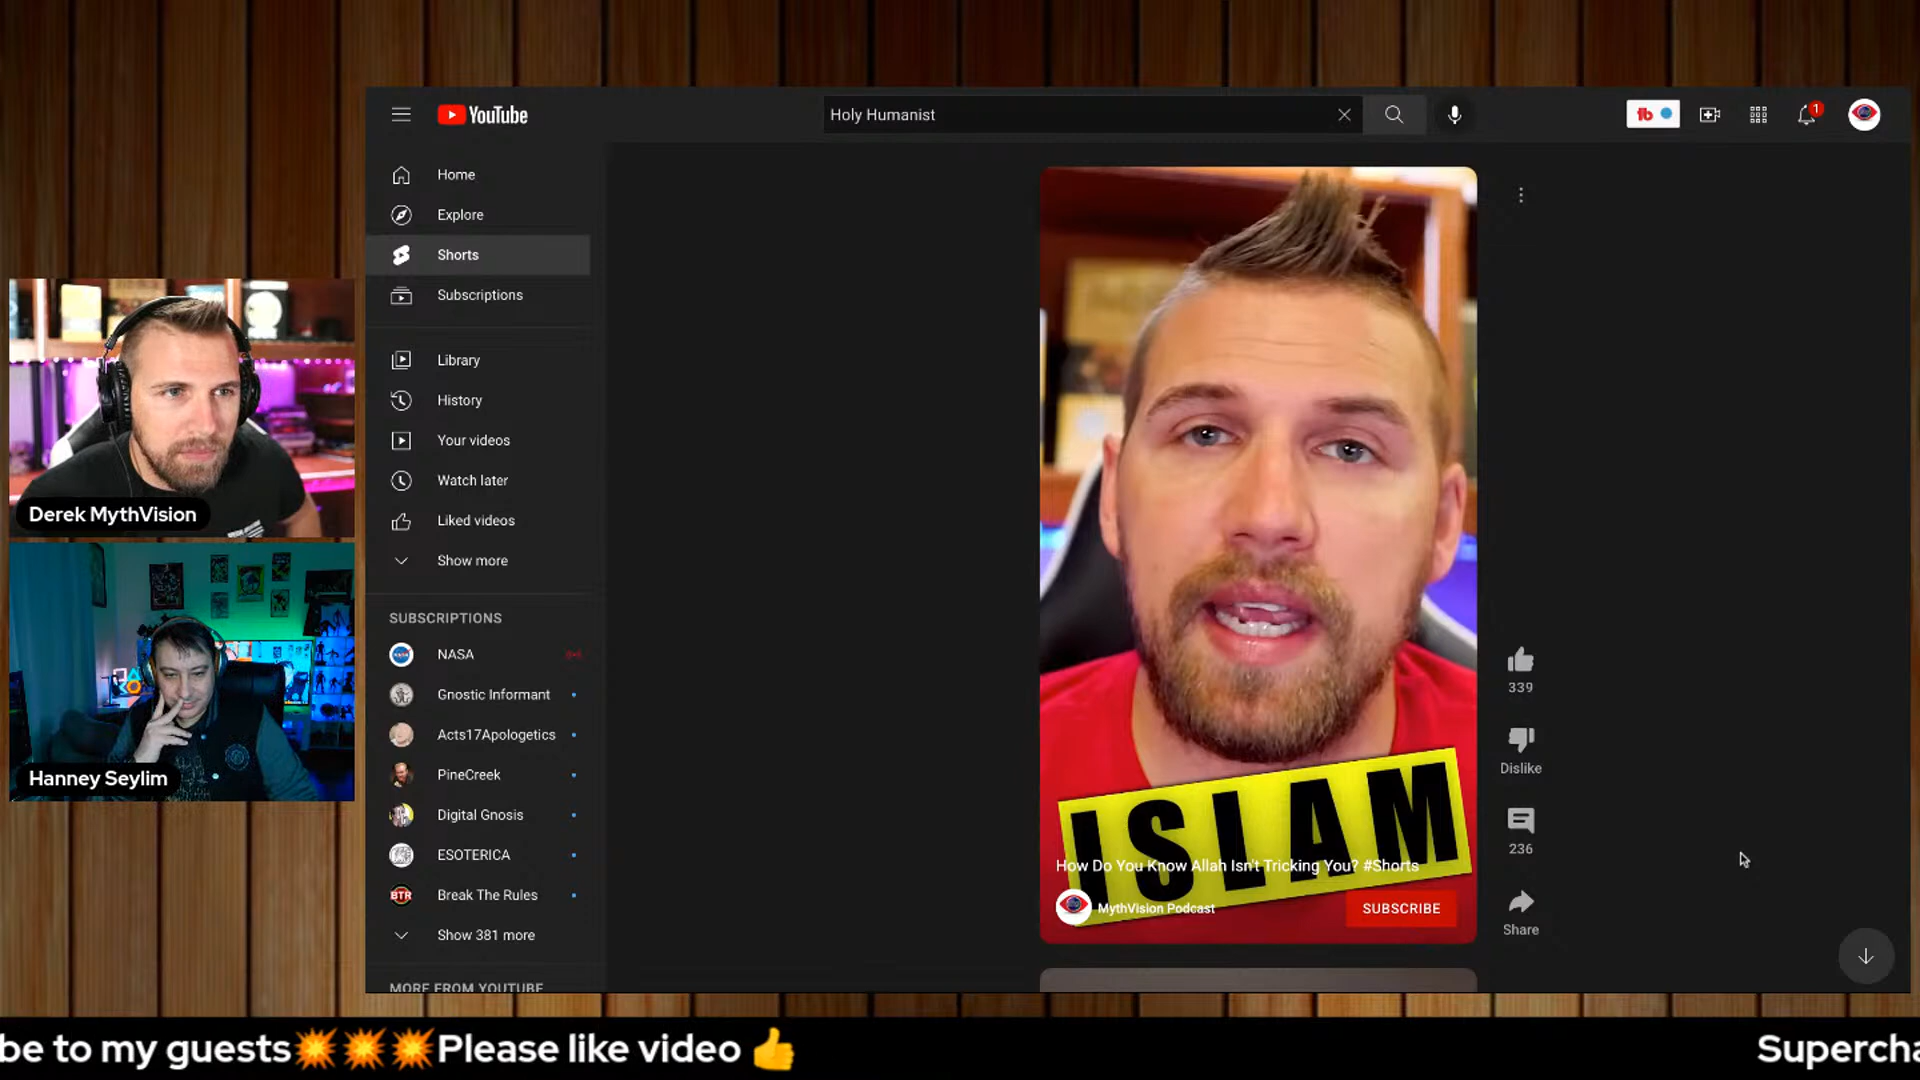 YouTube
Holy Humanist
1
Home
Explore
Shorts
Subscriptions
Library
History
Your videos
Watch later
Liked videos
Show more
SUBSCRIPTIONS
NASA
Gnostic Informant
Acts17Apologetics
PineCreek
Digital Gnosis
ESOTERICA
BTR
Break The Rules
Show 381 more
MORE FROM YOUTUBE
Derek MythVision
Hanney Seylim
ISLAM
How Do You Know Allah Isn't Tricking You? #Shorts
MythVision Podcast
SUBSCRIBE
339
Dislike
236
Share
be to my guests💥💥💥Please like video 👍
Supercha